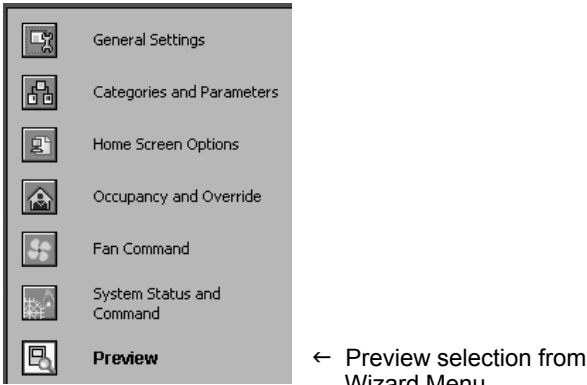 General Settings
Categories and Parameters
Home Screen Options
Occupancy and Override
Fan Command
System Status and
Command
Preview
← Preview selection from
Wizard Menu